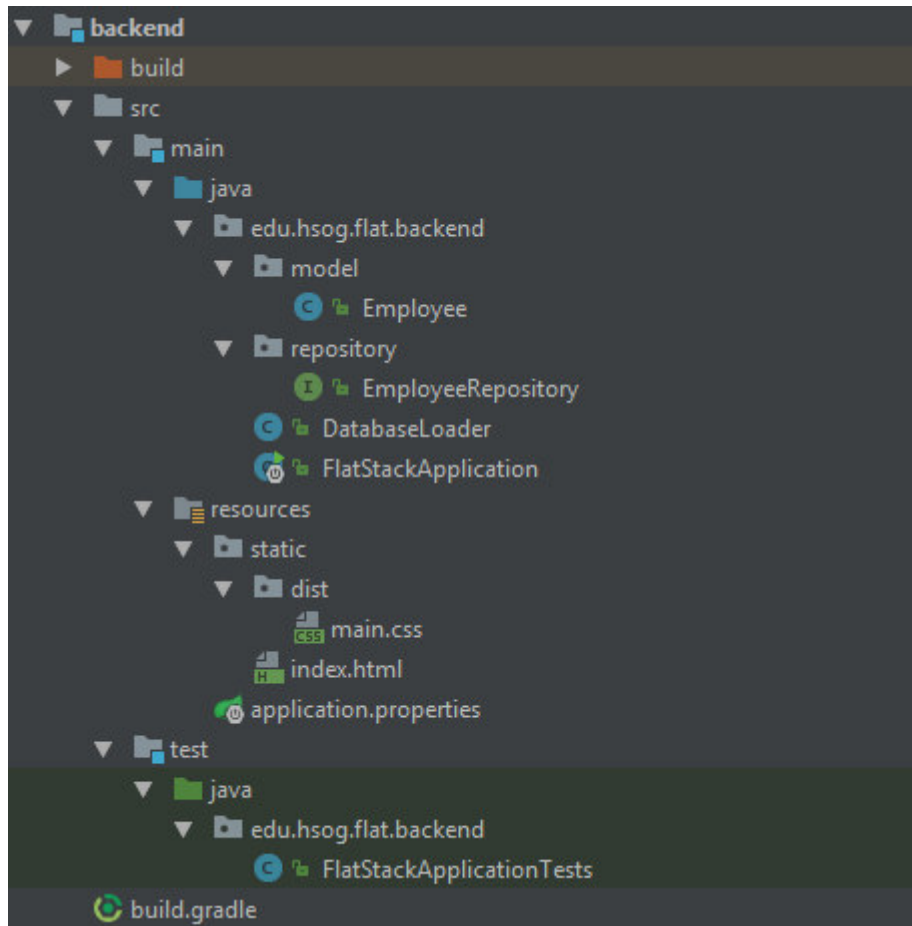 backend
build
src
main
java
edu.hsog.flat.backend
model
C Employee
repository
I EmployeeRepository
C DatabaseLoader
FlatStackApplication
resources
static
dist
CSS main.css
H index.html
application.properties
test
java
edu.hsog.flat.backend
C FlatStackApplicationTests
build.gradle